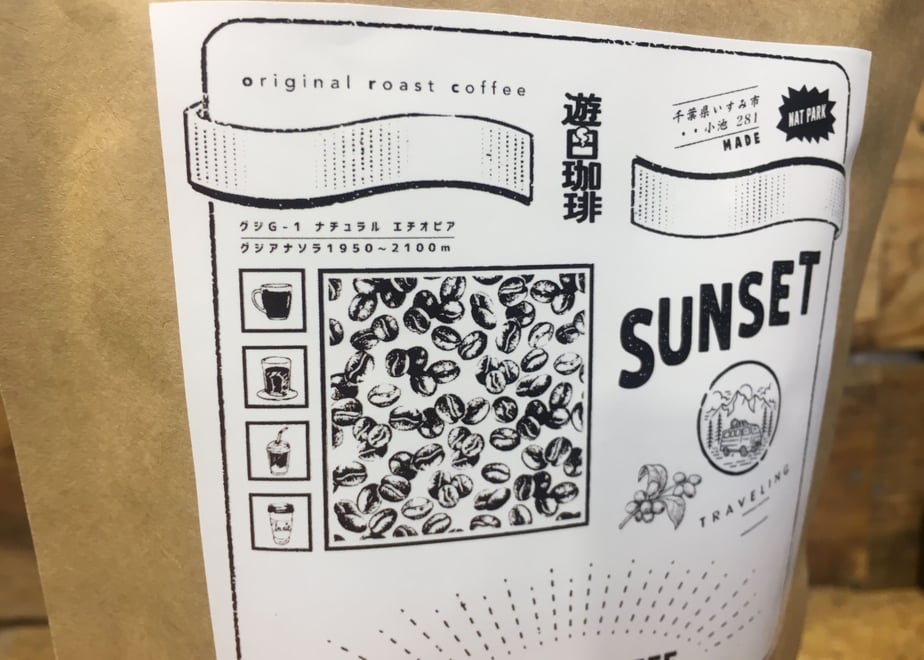 original roast coffee
遊田珈琲
千葉県いすみ市
小池 281
MADE
NAT PARK
グジG-1 ナチュラル エチオピア
グジアナソラ1950~2100m
SUNSET
TRAVELING